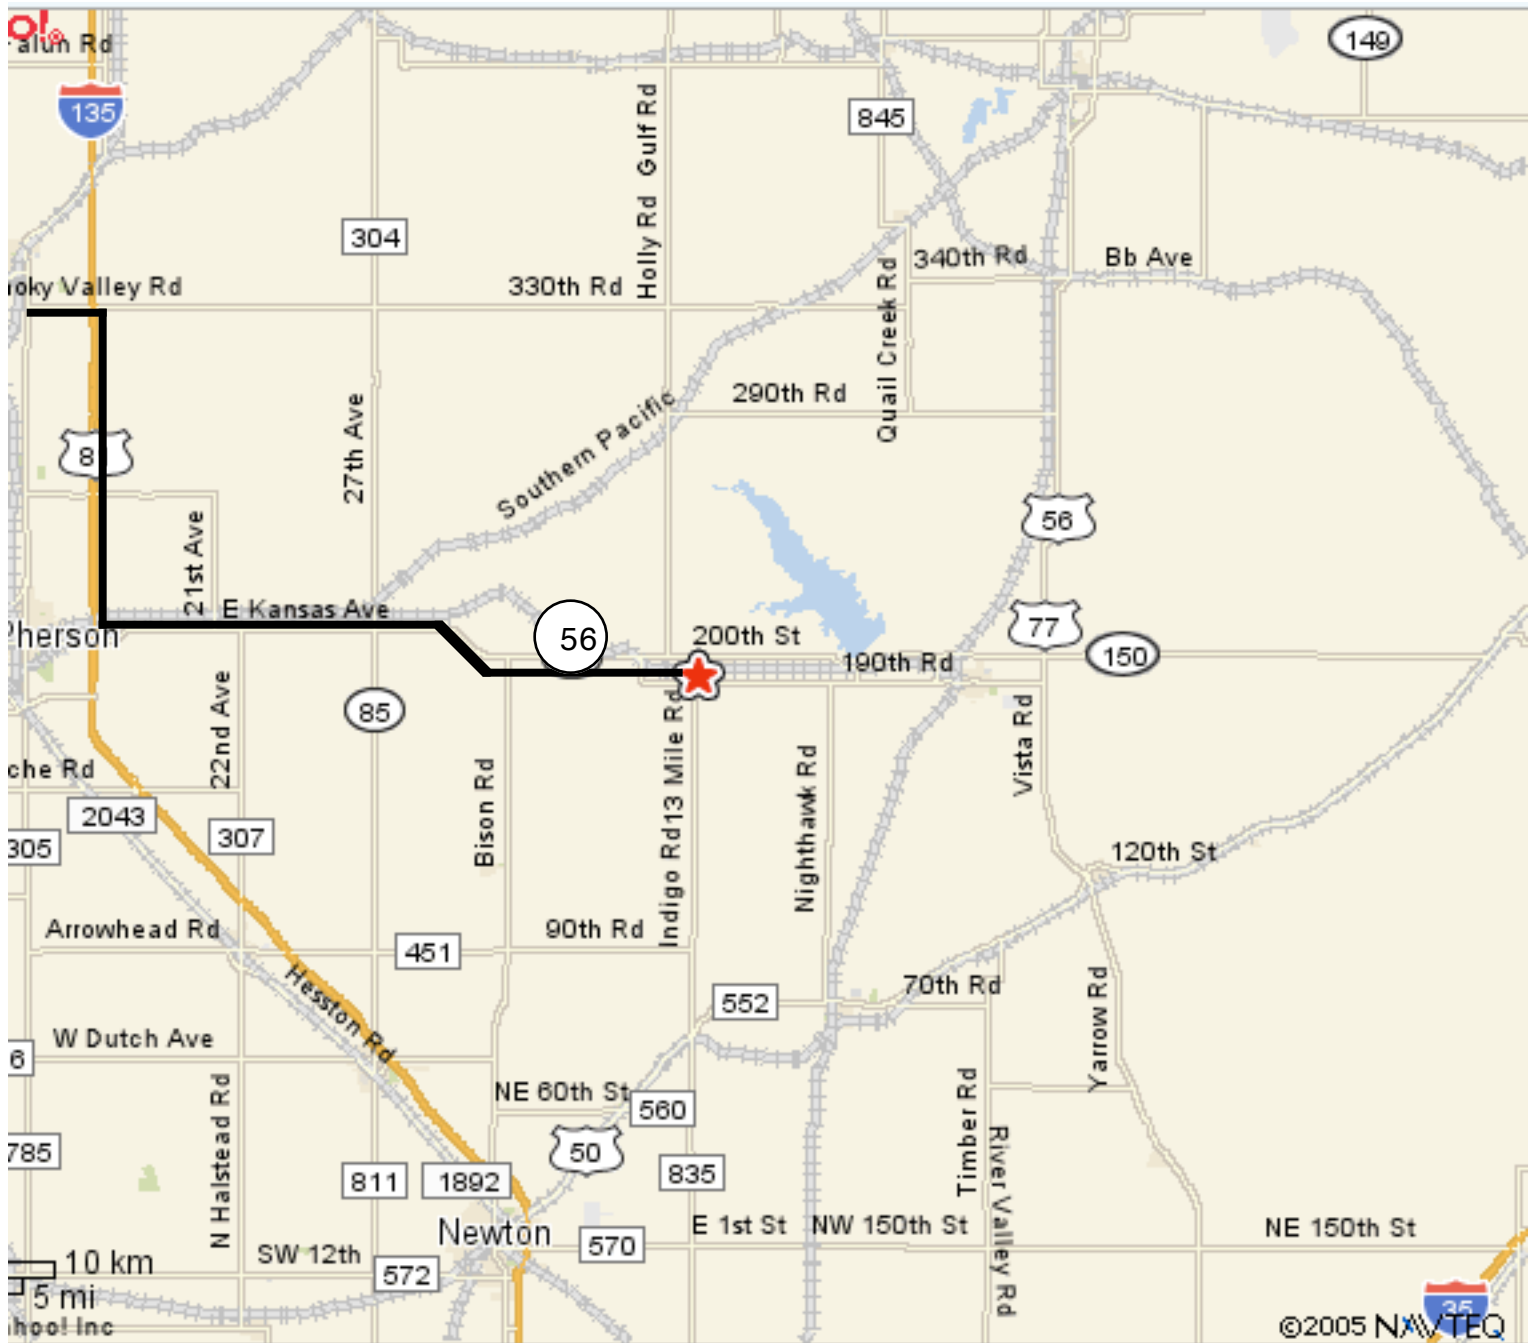 o!®
alun Rd
149
135
845
Holly Rd Gulf Rd
304
340th Rd
Bb Ave
oky Valley Rd
330th Rd
Quail Creek Rd
290th Rd
27th Ave
Southern Pacific
8
56
21st Ave
E Kansas Ave
Pherson
56
200th St
77
150
190th Rd
85
22nd Ave
Indigo Rd13 Mile Rd
Vista Rd
Nighthawk Rd
Bison Rd
che Rd
2043
307
305
120th St
Arrowhead Rd
451
90th Rd
Hesston Rd
552
70th Rd
Yarrow Rd
W Dutch Ave
6
N Halstead Rd
NE 60th St
560
Timber Rd
River Valley Rd
50
785
811
1892
835
Newton
570
E 1st St
NW 150th St
NE 150th St
SW 12th
572
10 km
5 mi
hoo! Inc
35
©2005 NAVTEQ